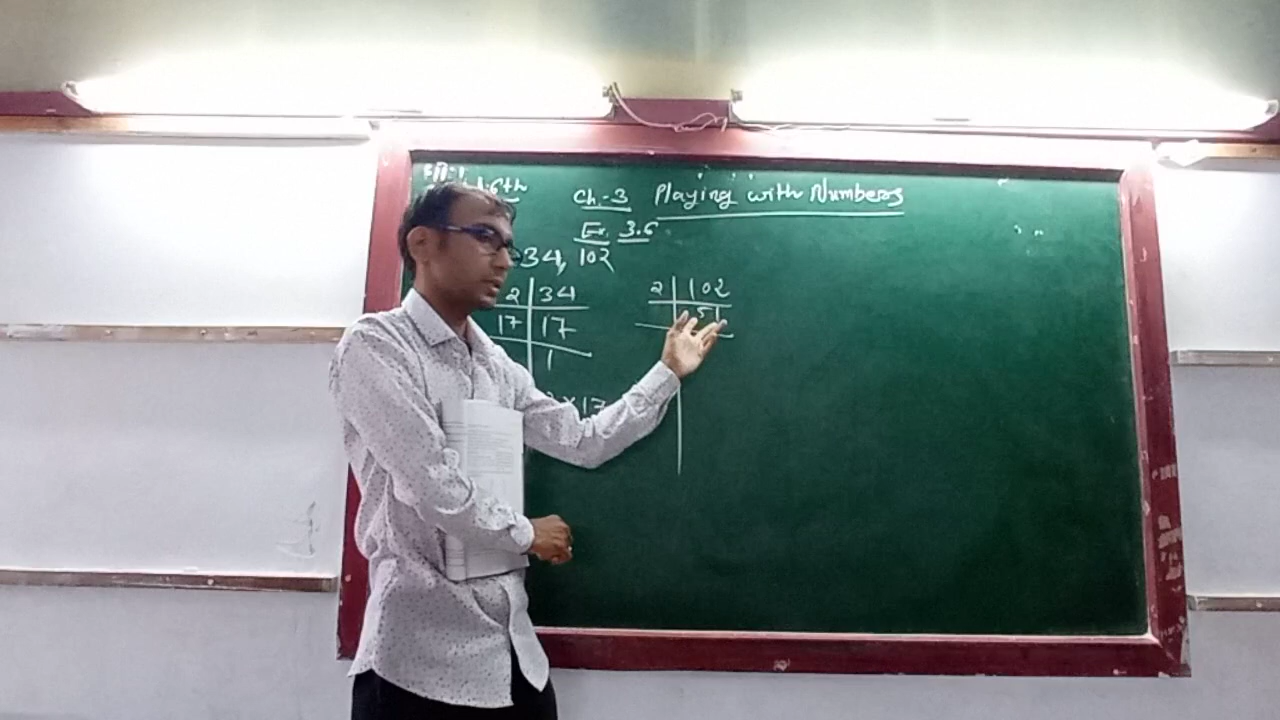 6th Ch.-3 Playing with Numbers
Ex. 3.6
34, 102
2 34 2 102
17 17 51
1
× 17